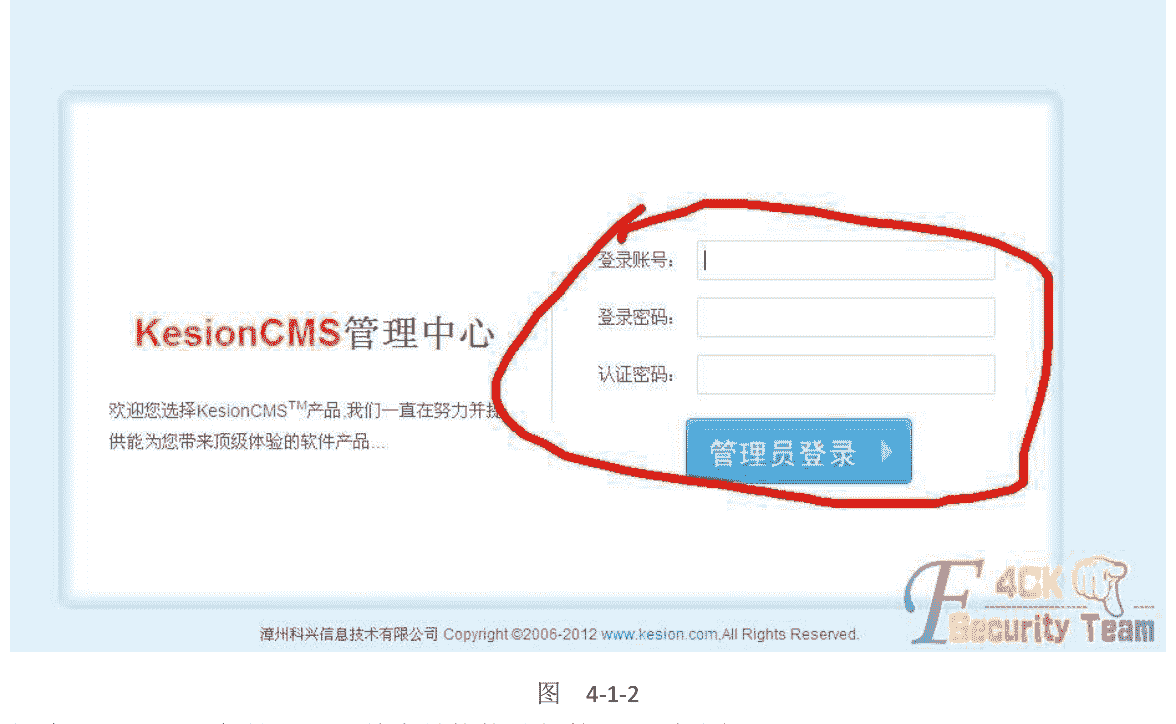 登录账号：
登录密码：
KesionCMS管理中心
认证密码：
欢迎您选择KesionCMS™产品,我们一直在努力并提
供能为您带来顶级体验的软件产品...
管理员登录
漳州科兴信息技术有限公司 Copyright ©2006-2012 www.kesion.com,All Rights Reserved.
F4CK
Security Team
图 4-1-2